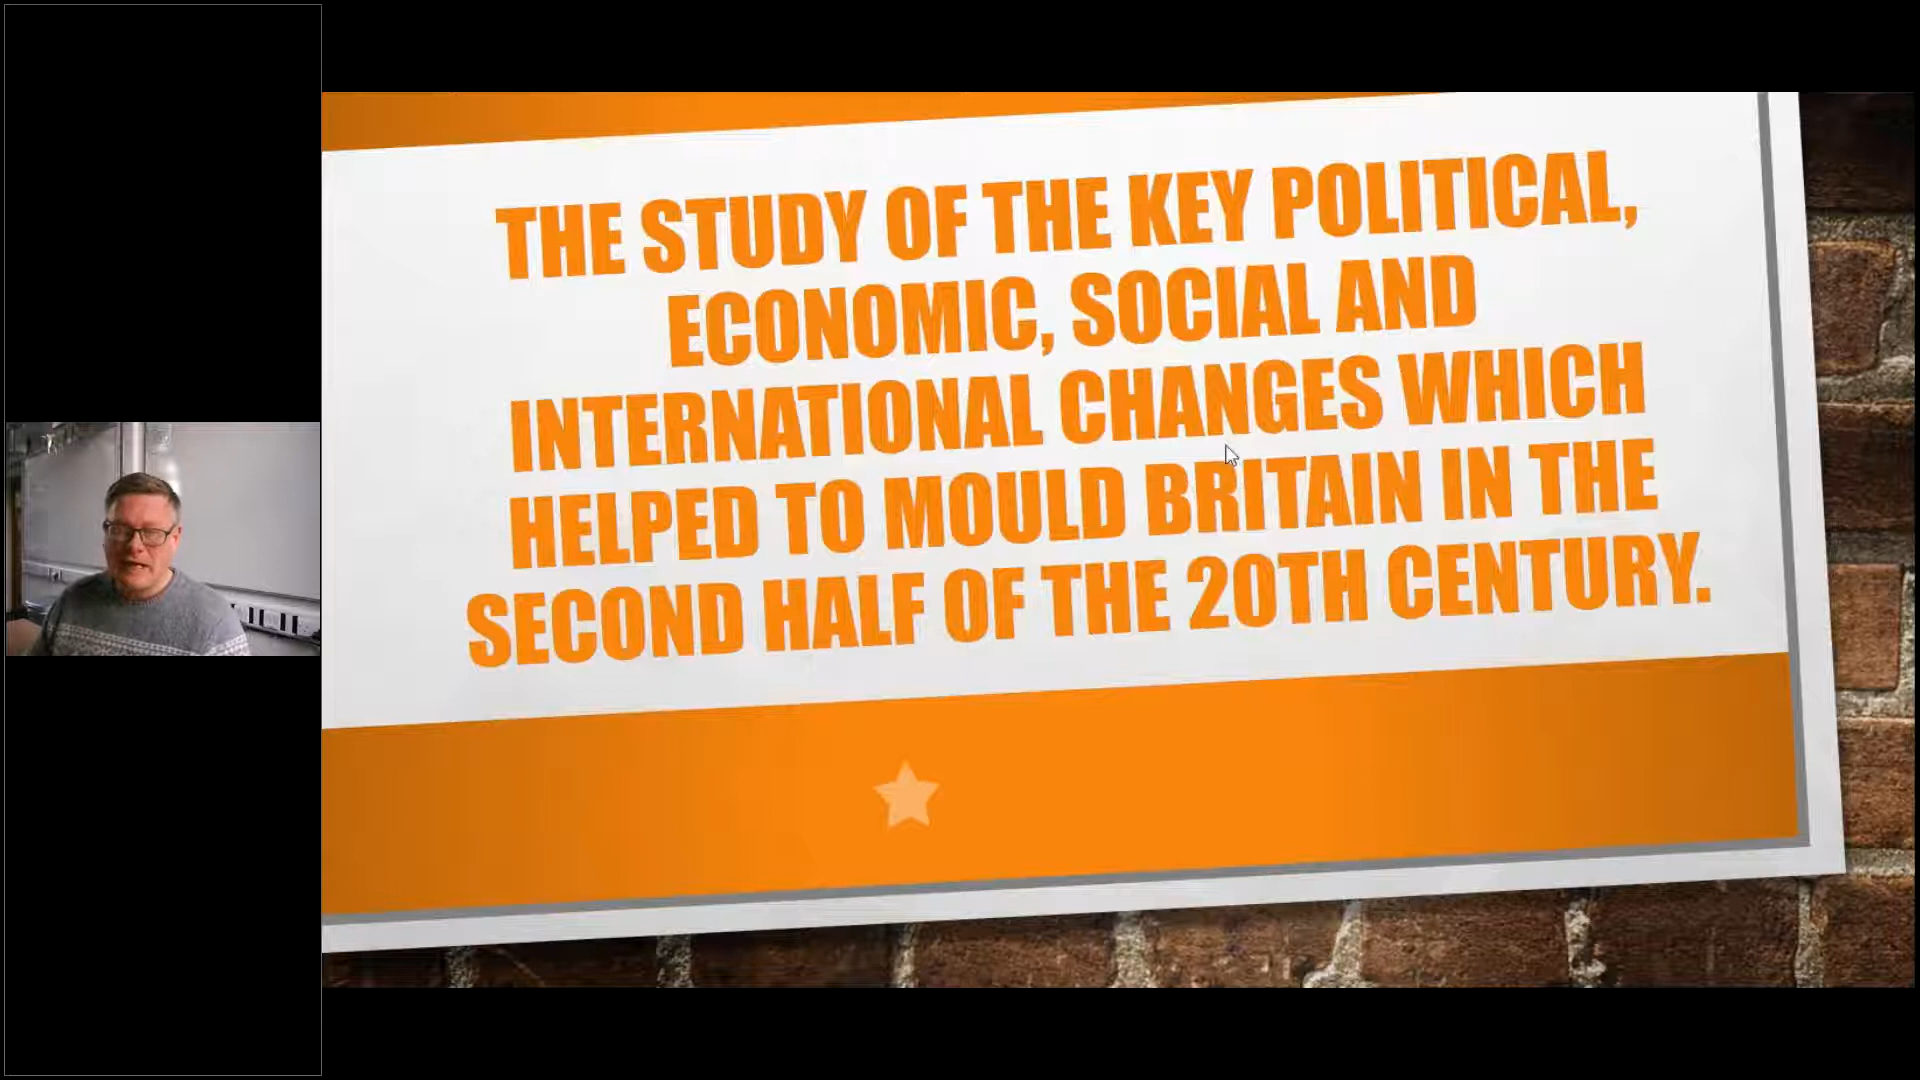 THE STUDY OF THE KEY POLITICAL,
ECONOMIC, SOCIAL AND
INTERNATIONAL CHANGES WHICH
HELPED TO MOULD BRITAIN IN THE
SECOND HALF OF THE 20TH CENTURY.